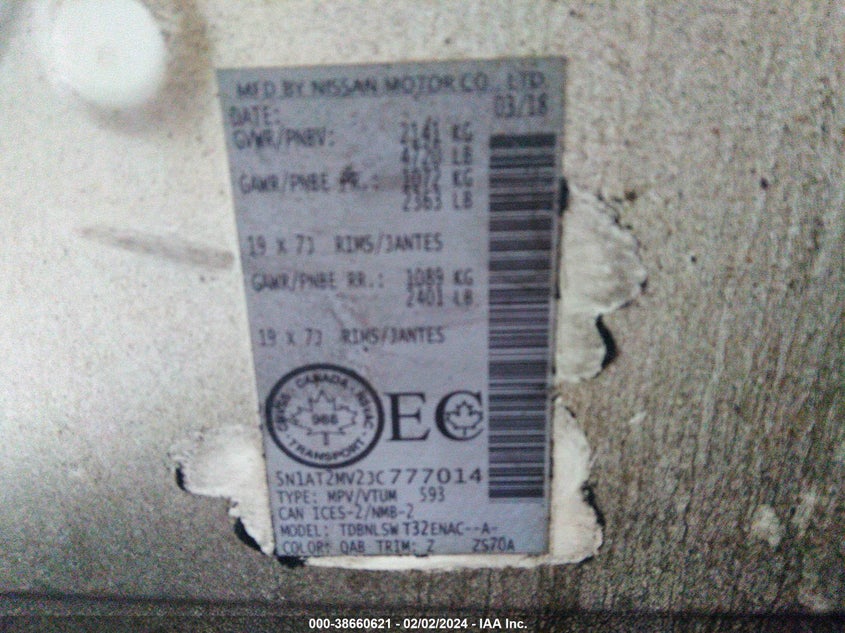 MFD BY NISSAN MOTOR CO., LTD.
DATE: 03/18
GVWR/PNBV: 2141 KG
4720 LB
GAWR/PNBE FR.: 1072 KG
2363 LB
19 X 7J RIMS/JANTES
GAWR/PNBE RR.: 1089 KG
2401 LB
19 X 7J RIMS/JANTES
CANADA
TRANSPORT
EC
5N1AT2MV23C777014
TYPE: MPV/VTUM 593
CAN ICES-2/NMB-2
MODEL: TDBNLSW T32ENAC--A-
COLOR: QAB TRIM: Z ZS70A
000-38660621 - 02/02/2024 - IAA Inc.